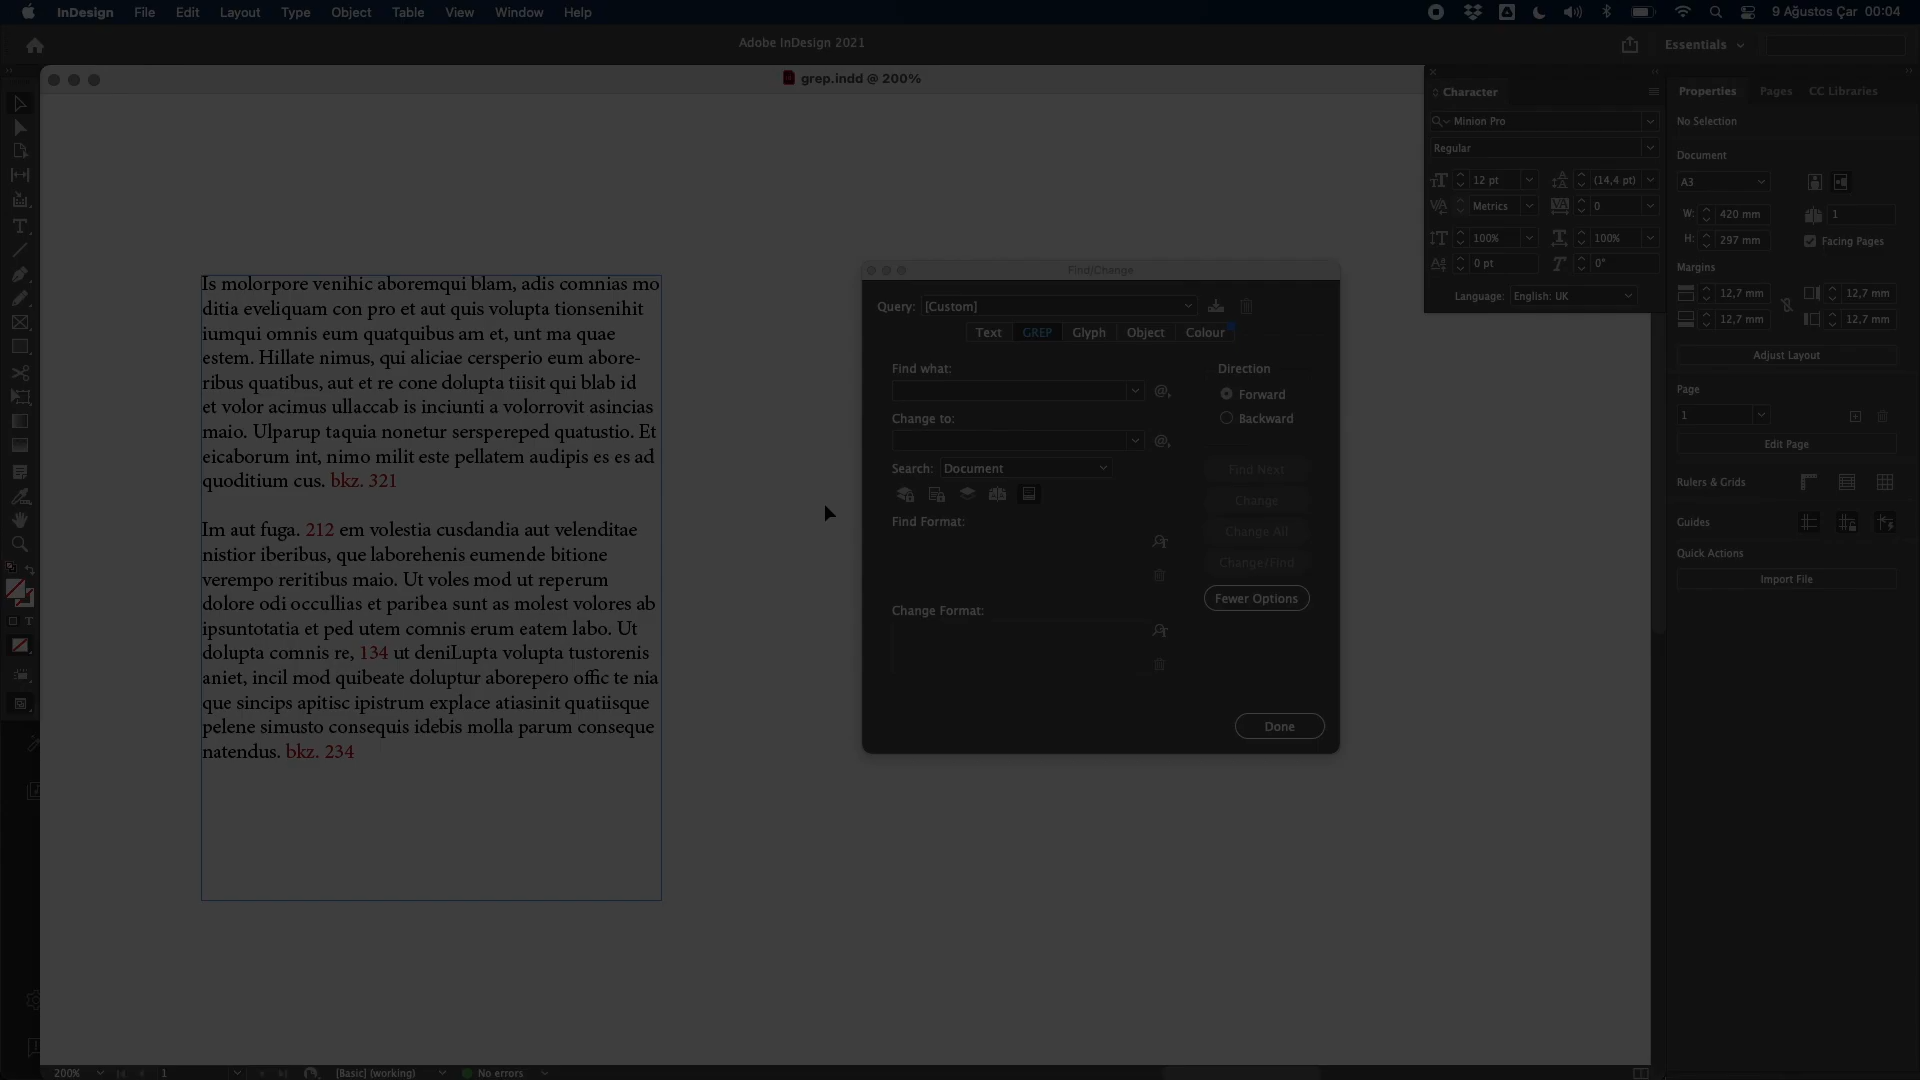 InDesign File Edit Layout Type Object Table View Window Help 9 Ağustos Çar 00:04
Adobe InDesign 2021 Essentials
grep.indd @ 200%
Is molorpore venihic aboremqui blam, adis comnias mo
ditia eveliquam con pro et aut quis volupta tionsenihit
iumqui omnis eum quatquibus am et, unt ma quae
estem. Hillate nimus, qui aliciae cersperio eum abore-
ribus quatibus, aut et re cone dolupta tiisit qui blab id
et volor acimus ullaccab is inciunti a volorrovit asincias
maio. Ulparup taquia nonetur serspereped quatustio. Et
eicaborum int, nimo milit este pellatem audipis es es ad
quoditium cus. bkz. 321
Im aut fuga. 212 em volestia cusdandia aut velenditae
nistior iberibus, que laborehenis eumende bitione
verempo reritibus maio. Ut voles mod ut reperum
dolore odi occullias et paribea sunt as molest volores ab
ipsuntotatia et ped utem comnis erum eatem labo. Ut
dolupta comnis re, 134 ut deniLupta volupta tustorenis
aniet, incil mod quibeate doluptur aborepero offic te nia
que sincips apitisc ipistrum explace atiasinit quatiisque
pelene simusto consequis idebis molla parum conseque
natendus. bkz. 234
Find/Change
Query: [Custom]
Text GREP Glyph Object Colour
Find what:
Change to:
Search: Document
Find Format:
Change Format:
Direction
Forward
Backward
Find Next
Change
Change All
Change/Find
Fewer Options
Done
Character
Minion Pro
Regular
12 pt (14,4 pt)
Metrics 0
100% 100%
0 pt 0°
Language: English: UK
Properties Pages CC Libraries
No Selection
Document
A3
W: 420 mm 1
H: 297 mm Facing Pages
Margins
12,7 mm 12,7 mm
12,7 mm 12,7 mm
Adjust Layout
Page
1
Edit Page
Rulers & Grids
Guides
Quick Actions
Import File
200% 1 [Basic] (working) No errors